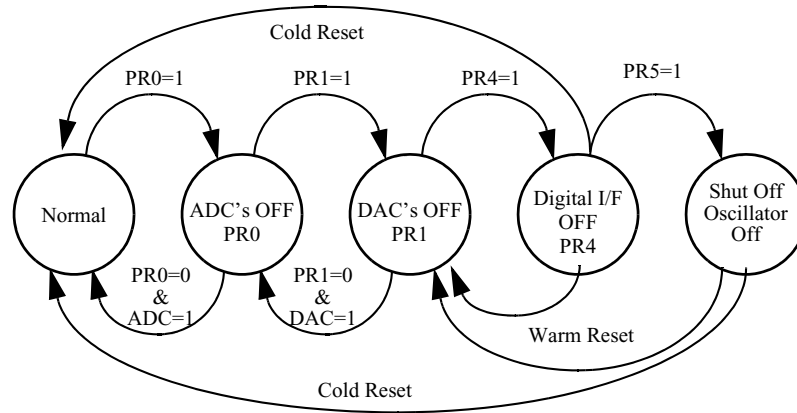 Cold Reset
PR0=1
PR1=1
PR4=1
PR5=1
Normal
ADC's OFF
PR0
DAC's OFF
PR1
Digital I/F
OFF
PR4
Shut Off
Oscillator
Off
PR0=0
&
ADC=1
PR1=0
&
DAC=1
Warm Reset
Cold Reset